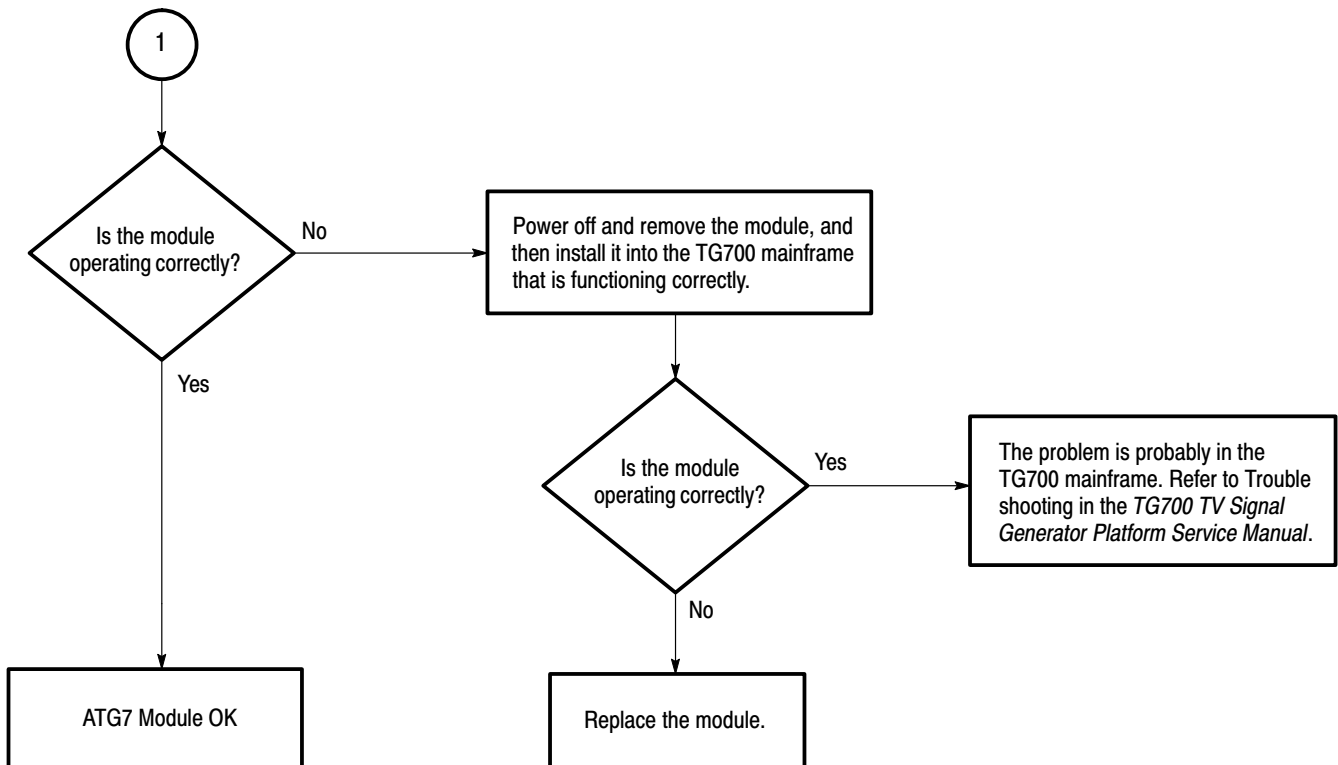 1
Is the module
operating correctly?
No
Power off and remove the module, and
then install it into the TG700 mainframe
that is functioning correctly.
Yes
Is the module
operating correctly?
Yes
The problem is probably in the
TG700 mainframe. Refer to Trouble
shooting in the TG700 TV Signal
Generator Platform Service Manual.
No
ATG7 Module OK
Replace the module.